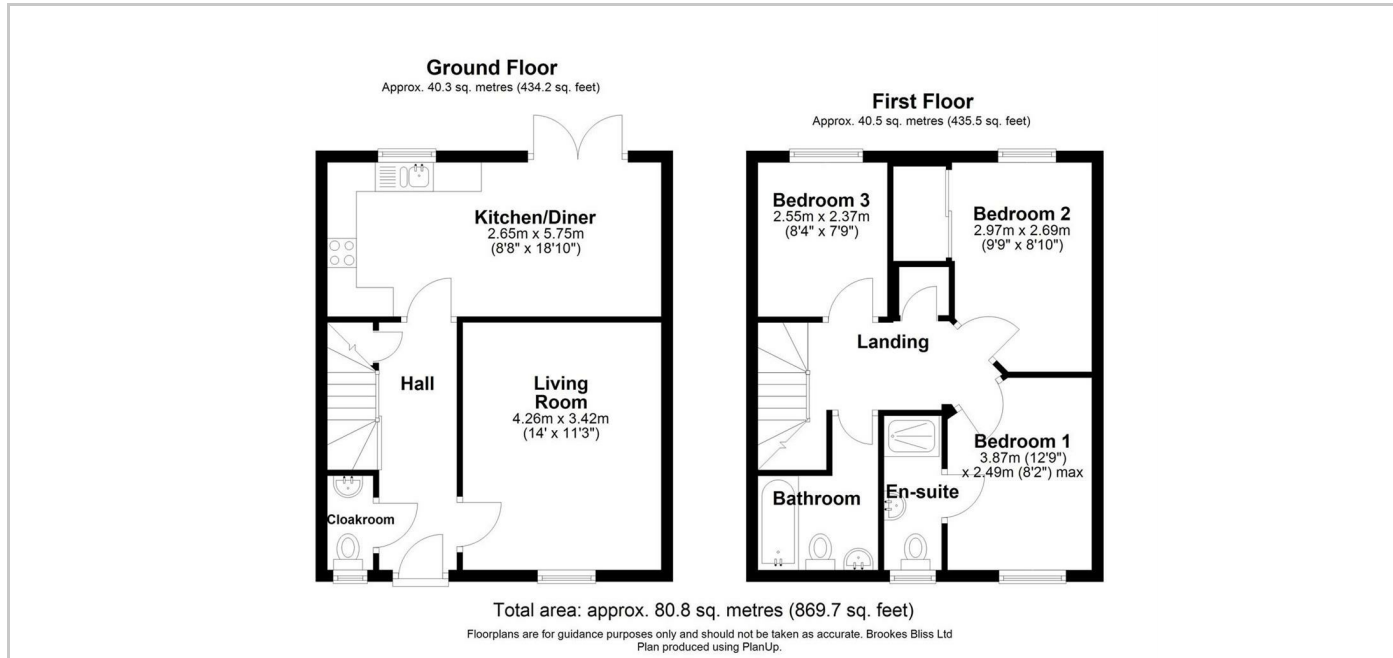 Ground Floor
Approx. 40.3 sq. metres (434.2 sq. feet)
Kitchen/Diner
2.65m x 5.75m
(8'8" x 18'10")
Hall
Living
Room
4.26m x 3.42m
(14' x 11'3")
Cloakroom
First Floor
Approx. 40.5 sq. metres (435.5 sq. feet)
Bedroom 3
2.55m x 2.37m
(8'4" x 7'9")
Bedroom 2
2.97m x 2.69m
(9'9" x 8'10")
Landing
Bedroom 1
3.87m (12'9")
x 2.49m (8'2") max
Bathroom
En-suite
Total area: approx. 80.8 sq. metres (869.7 sq. feet)
Floorplans are for guidance purposes only and should not be taken as accurate. Brookes Bliss Ltd
Plan produced using PlanUp.